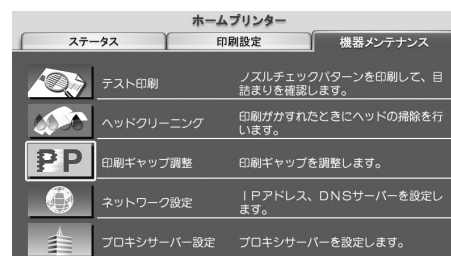 ホームプリンター
ステータス 印刷設定 機器メンテナンス
テスト印刷 ノズルチェックパターンを印刷して、目
詰まりを確認します。
ヘッドクリーニング 印刷がかすれたときにヘッドの掃除を行
います。
PP 印刷ギャップ調整 印刷ギャップを調整します。
ネットワーク設定 IPアドレス、DNSサーバーを設定し
ます。
プロキシサーバー設定 プロキシサーバーを設定します。